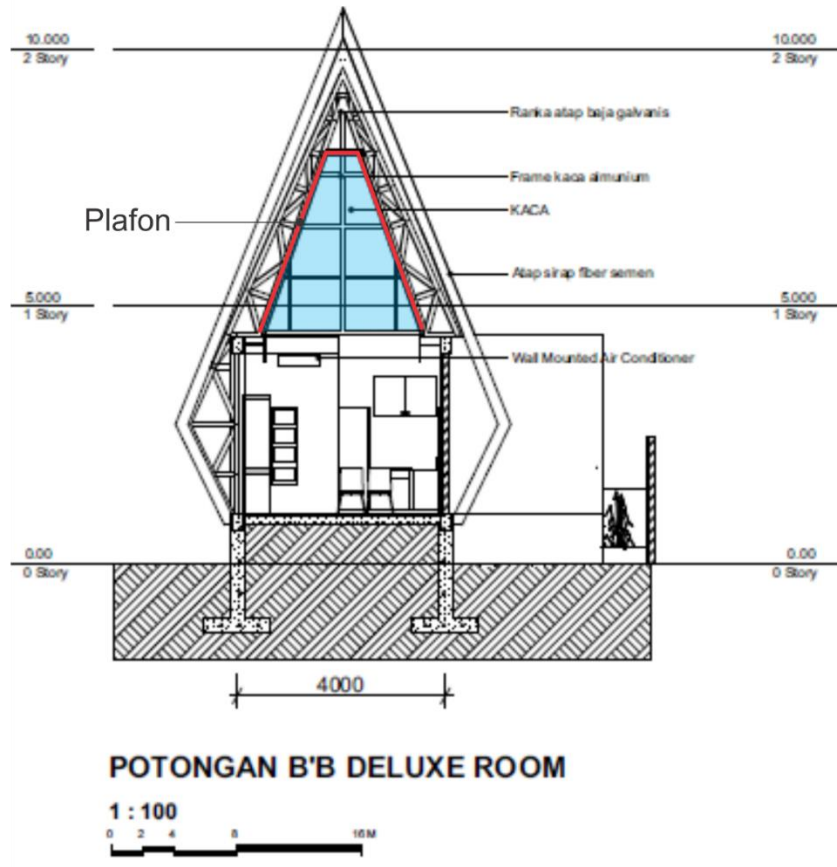 10.000
2 Story
10.000
2 Story
Ranka atap baja galvanis
Frame kaca almunium
KACA
Plafon
Atap sirap fiber semen
5.000
1 Story
5.000
1 Story
Wall Mounted Air Conditioner
0.00
0 Story
0.00
0 Story
4000
POTONGAN B'B DELUXE ROOM
1 : 100
0 2 4 8 16M